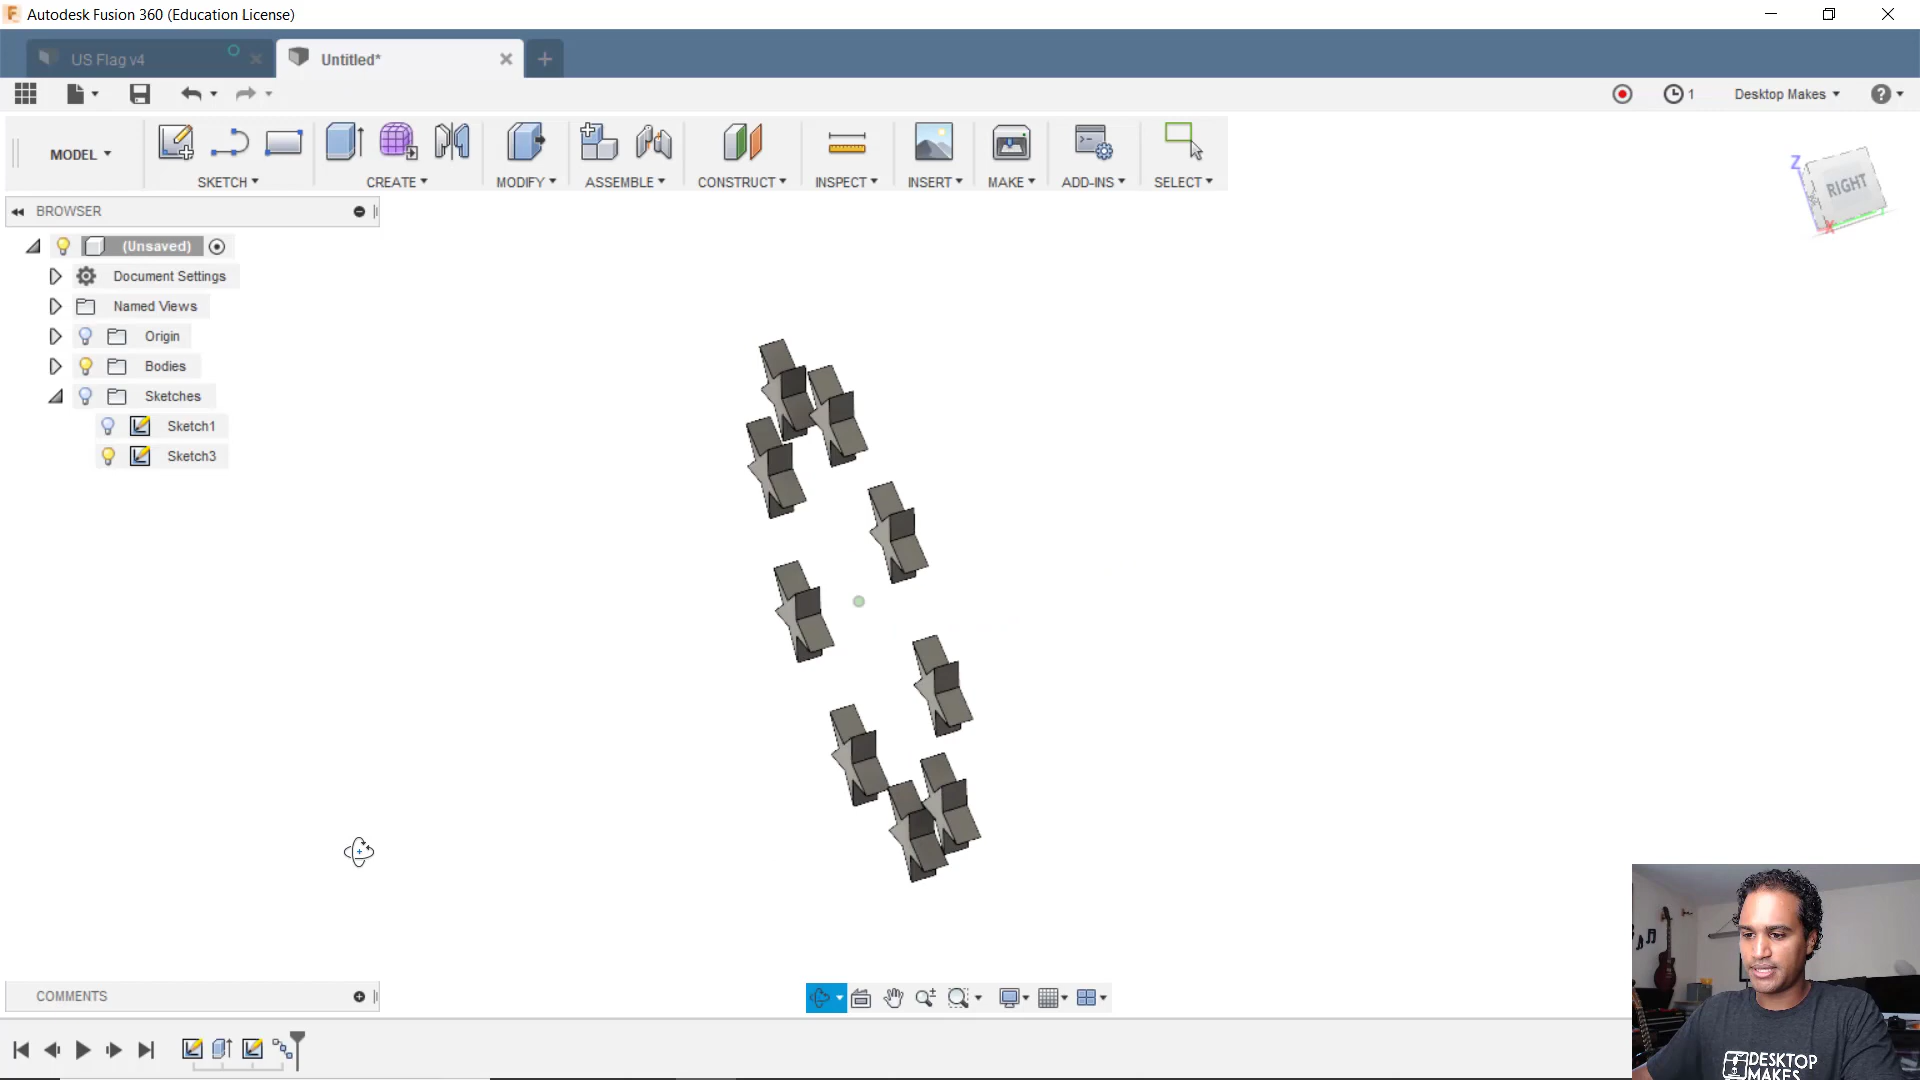 Autodesk Fusion 360 (Education License)
US Flag v4
Untitled*
1
Desktop Makes
MODEL
SKETCH
CREATE
MODIFY
ASSEMBLE
CONSTRUCT
INSPECT
INSERT
MAKE
ADD-INS
SELECT
Z
RIGHT
X
BROWSER
(Unsaved)
Document Settings
Named Views
Origin
Bodies
Sketches
Sketch1
Sketch3
COMMENTS
DESKTOP
MAKES